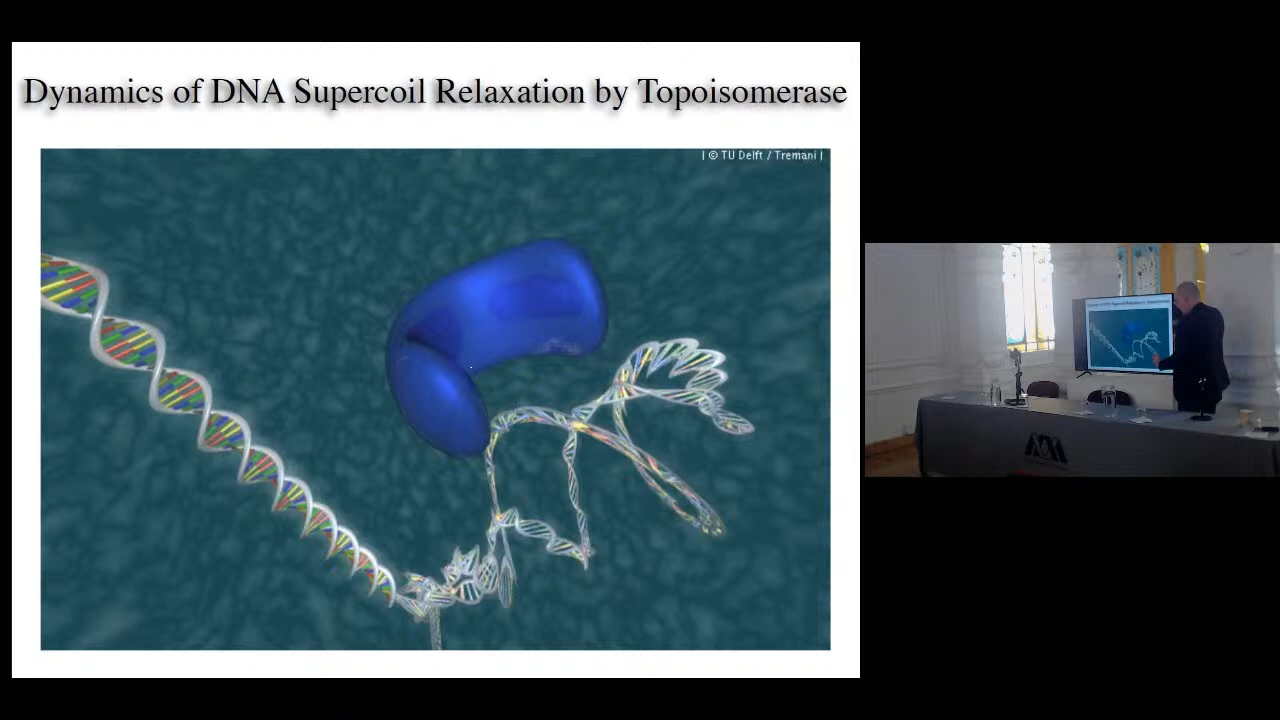 Dynamics of DNA Supercoil Relaxation by Topoisomerase
| © TU Delft / Tremani |